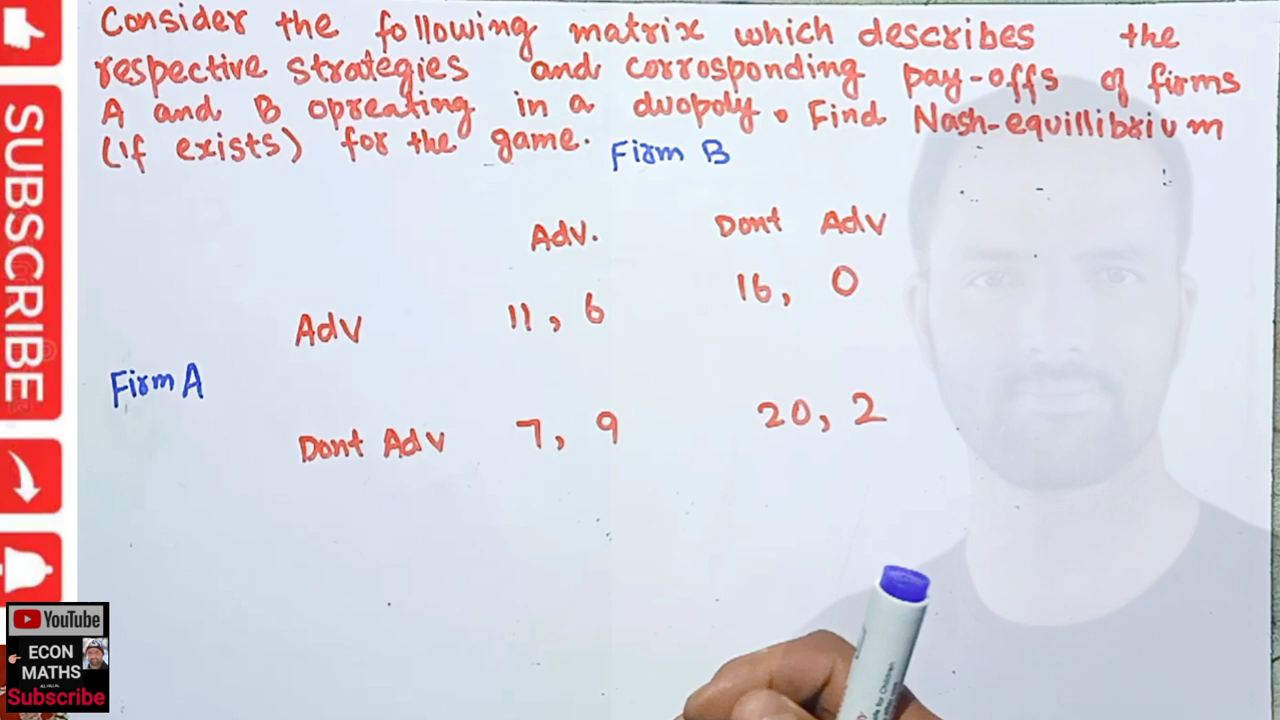 Consider the following matrix which describes the
respective strategies and corrosponding pay-offs of firms
A and B opreating in a duopoly. Find Nash-equillibrium
(if exists) for the game.
Firm B
Adv. Dont Adv
Adv 11, 6 16, 0
Firm A
Dont Adv 7, 9 20, 2
SUBSCRIBE
YouTube
ECON
MATHS
Subscribe